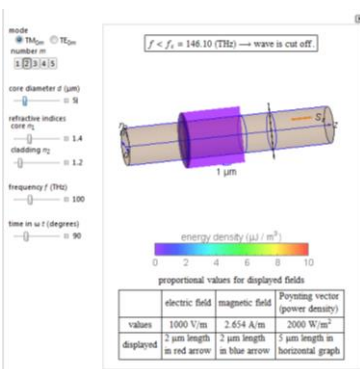 mode
TM₀ₘ TE₀ₘ
number m
1 2 3 4 5
core diameter d (μm)
5
refractive indices
core n₁
1.4
cladding n₂
1.2
frequency f (THz)
100
time in ω t (degrees)
90
f < f꜀ = 146.10 (THz) ⟶ wave is cut off.
n₂
S
z
1 μm
energy density (μJ / m³)
0 2 4 6 8 10
proportional values for displayed fields
electric field magnetic field Poynting vector (power density)
values 1000 V/m 2.654 A/m 2000 W/m²
displayed 2 μm length in red arrow 2 μm length in blue arrow 5 μm length in horizontal graph